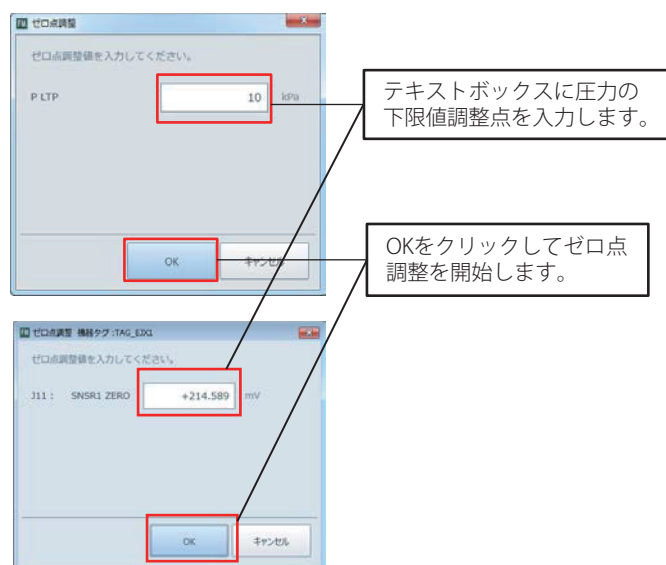 ゼロ点調整
ゼロ点調整値を入力してください。
P LTP 10 kPa
OK キャンセル
テキストボックスに圧力の
下限値調整点を入力します。
OKをクリックしてゼロ点
調整を開始します。
ゼロ点調整 機器タグ :TAG_EJX1
ゼロ点調整値を入力してください。
J11 : SNSR1 ZERO +214.589 mV
OK キャンセル